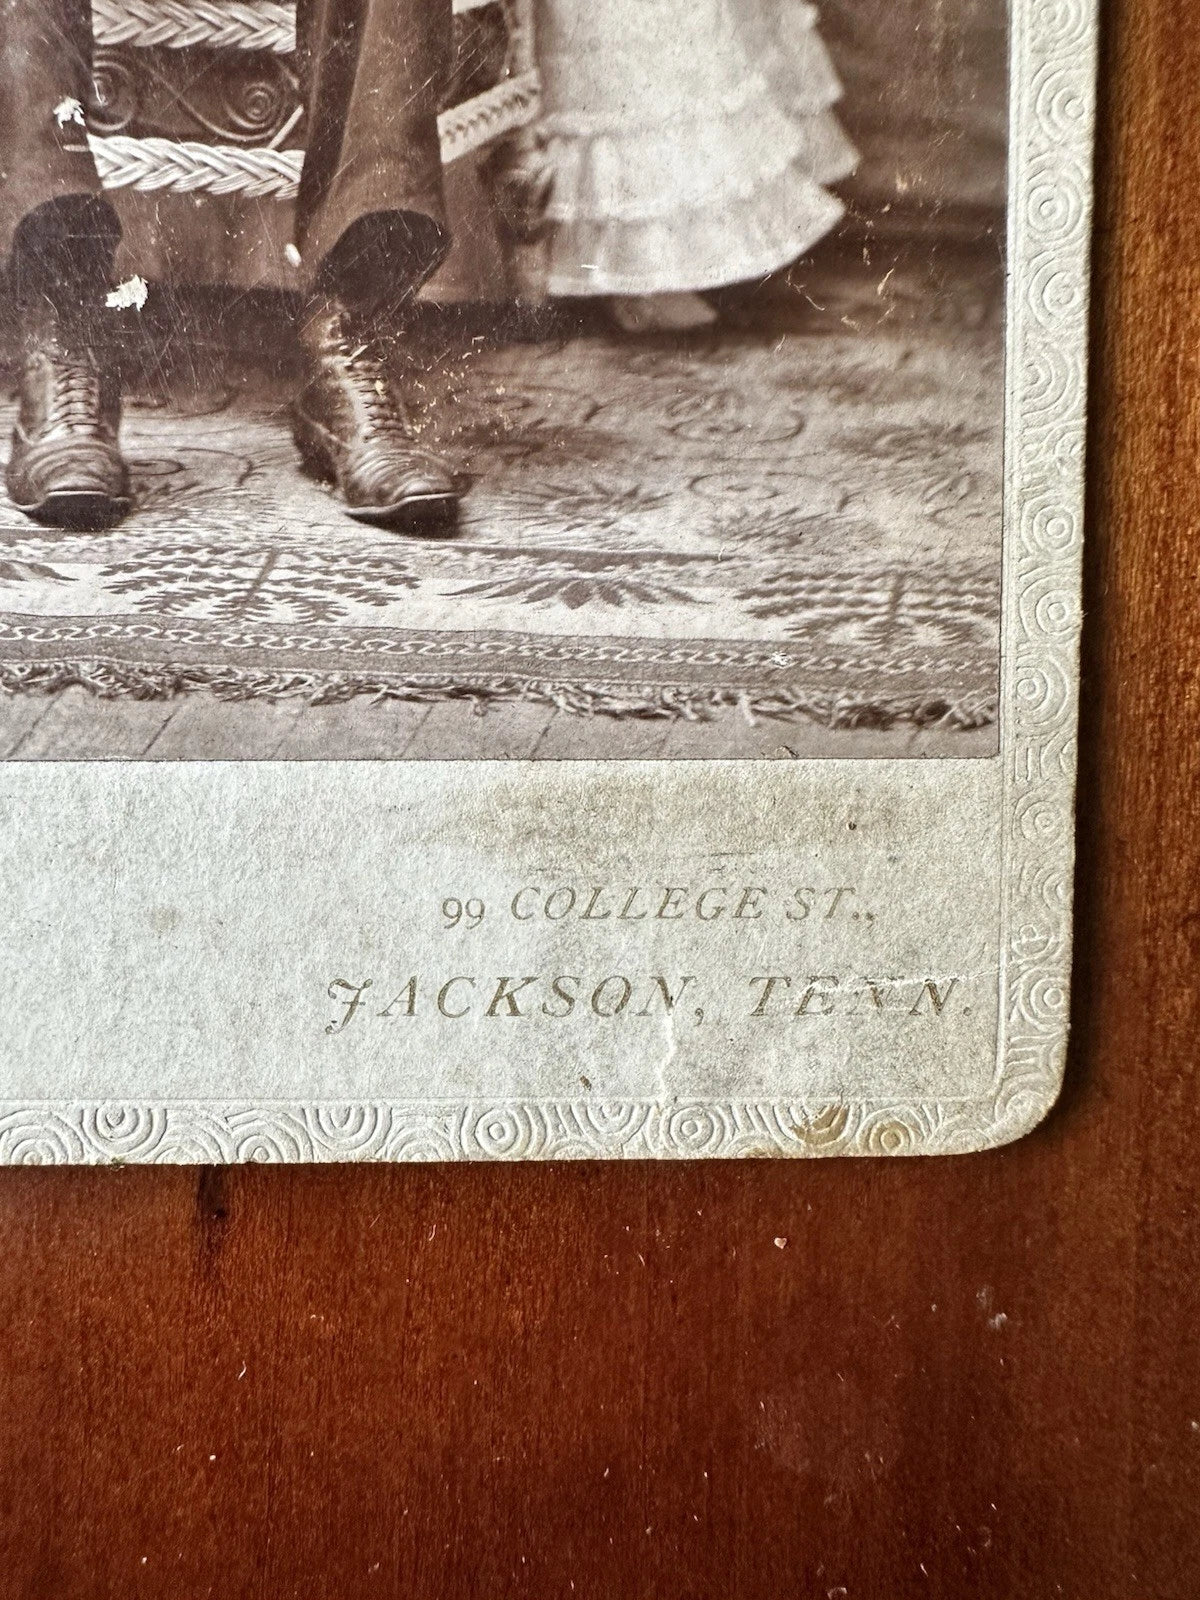 99 COLLEGE ST.,
JACKSON, TENN.